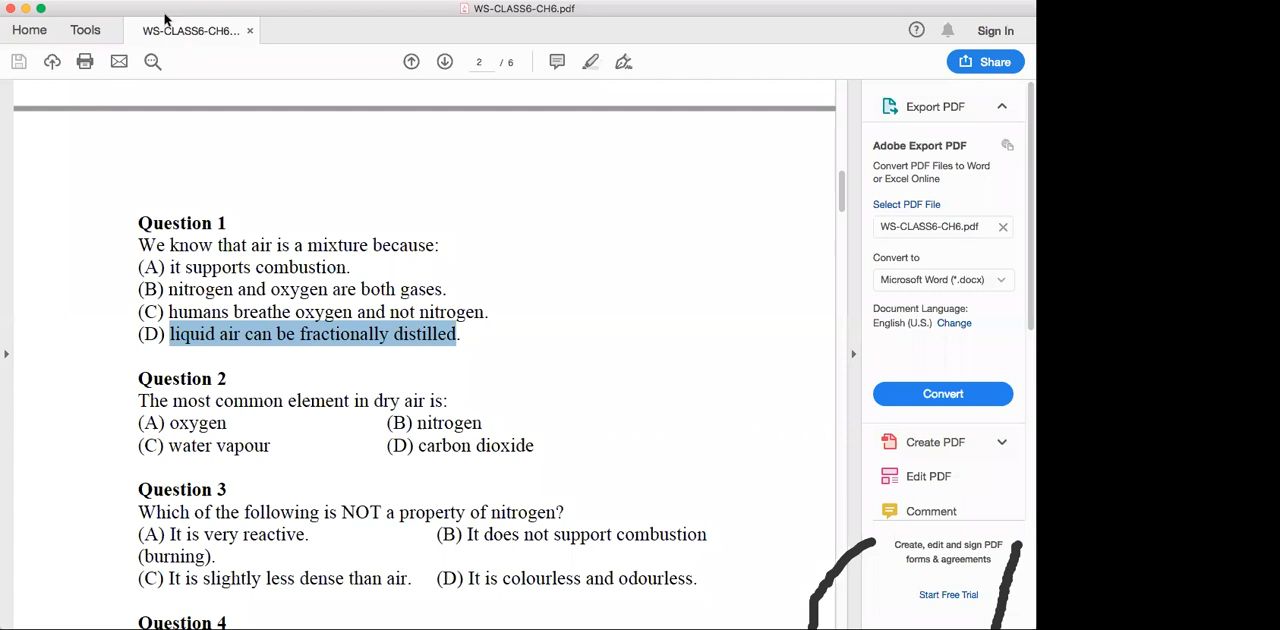 WS-CLASS6-CH6.pdf
Home Tools WS-CLASS6-CH6... × Sign In
2 / 6 Share
Question 1
We know that air is a mixture because:
(A) it supports combustion.
(B) nitrogen and oxygen are both gases.
(C) humans breathe oxygen and not nitrogen.
(D) liquid air can be fractionally distilled.
Question 2
The most common element in dry air is:
(A) oxygen (B) nitrogen
(C) water vapour (D) carbon dioxide
Question 3
Which of the following is NOT a property of nitrogen?
(A) It is very reactive. (B) It does not support combustion
(burning).
(C) It is slightly less dense than air. (D) It is colourless and odourless.
Question 4
Export PDF
Adobe Export PDF
Convert PDF Files to Word
or Excel Online
Select PDF File
WS-CLASS6-CH6.pdf
Convert to
Microsoft Word (*.docx)
Document Language:
English (U.S.) Change
Convert
Create PDF
Edit PDF
Comment
Create, edit and sign PDF
forms & agreements
Start Free Trial